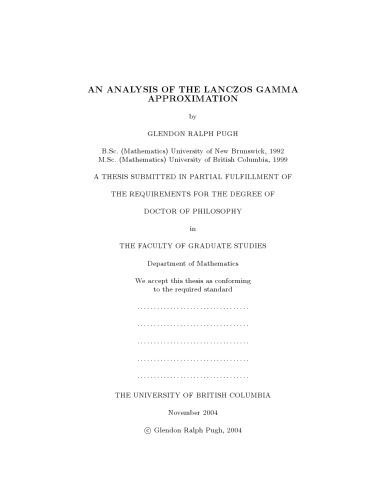 AN ANALYSIS OF THE LANCZOS GAMMA
APPROXIMATION
by
GLENDON RALPH PUGH
B.Sc. (Mathematics) University of New Brunswick, 1992
M.Sc. (Mathematics) University of British Columbia, 1999
A THESIS SUBMITTED IN PARTIAL FULFILLMENT OF
THE REQUIREMENTS FOR THE DEGREE OF
DOCTOR OF PHILOSOPHY
in
THE FACULTY OF GRADUATE STUDIES
Department of Mathematics
We accept this thesis as conforming
to the required standard
..................................
..................................
..................................
..................................
..................................
THE UNIVERSITY OF BRITISH COLUMBIA
November 2004
© Glendon Ralph Pugh, 2004